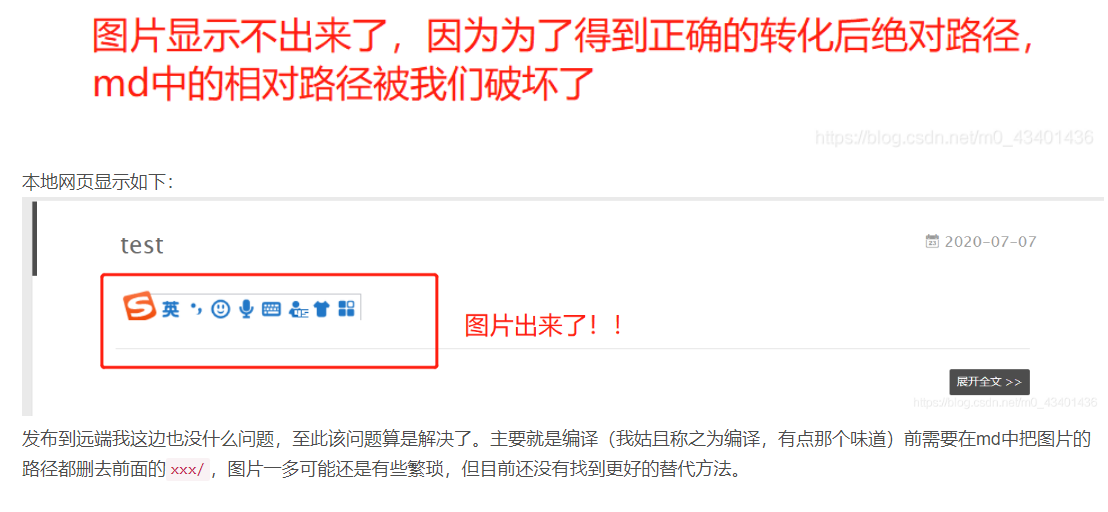 图片显示不出来了，因为为了得到正确的转化后绝对路径，
md中的相对路径被我们破坏了
https://blog.csdn.net/m0_43401436
本地网页显示如下：
test
23 2020-07-07
S 英
图片出来了！！
展开全文 >>
https://blog.csdn.net/m0_43401436
发布到远端我这边也没什么问题，至此该问题算是解决了。主要就是编译（我姑且称之为编译，有点那个味道）前需要在md中把图片的
路径都删去前面的 xxx/ ，图片一多可能还是有些繁琐，但目前还没有找到更好的替代方法。